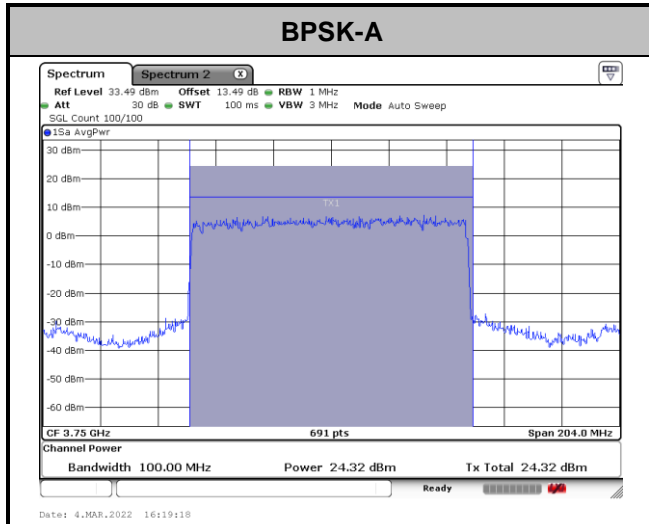 BPSK-A
Spectrum Spectrum 2 X
Ref Level 33.49 dBm Offset 13.49 dB RBW 1 MHz
Att 30 dB SWT 100 ms VBW 3 MHz Mode Auto Sweep
SGL Count 100/100
1Sa AvgPwr
30 dBm
20 dBm
TX1
10 dBm
0 dBm
-10 dBm
-20 dBm
-30 dBm
-40 dBm
-50 dBm
-60 dBm
CF 3.75 GHz 691 pts Span 204.0 MHz
Channel Power
Bandwidth 100.00 MHz Power 24.32 dBm Tx Total 24.32 dBm
Ready
Date: 4.MAR.2022 16:19:18